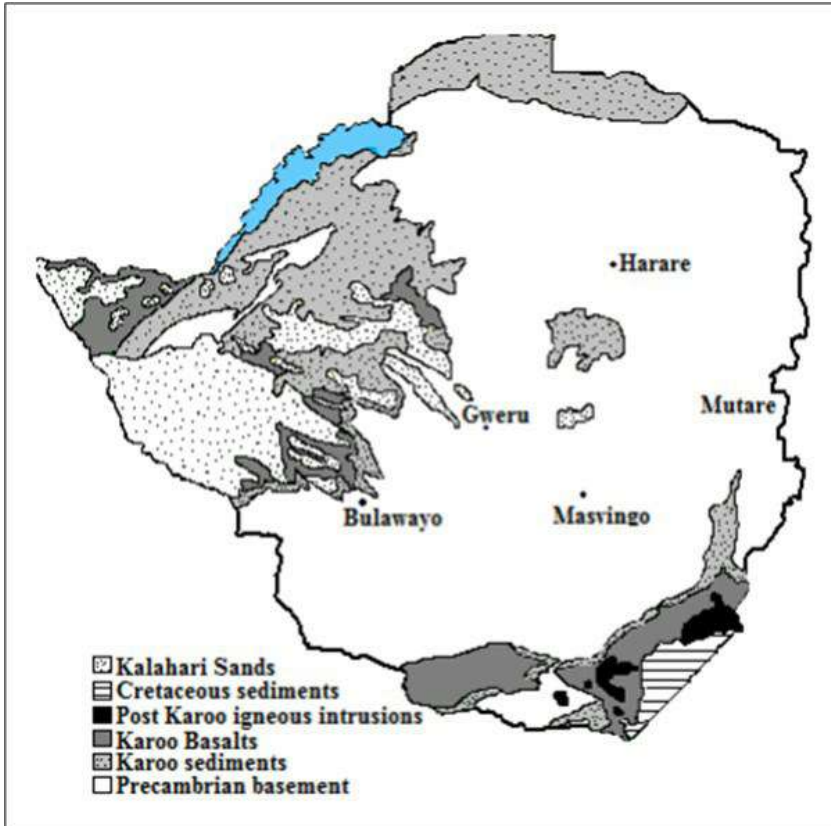 Harare
Mutare
Gweru
Bulawayo
Masvingo
Kalahari Sands
Cretaceous sediments
Post Karoo igneous intrusions
Karoo Basalts
Karoo sediments
Precambrian basement